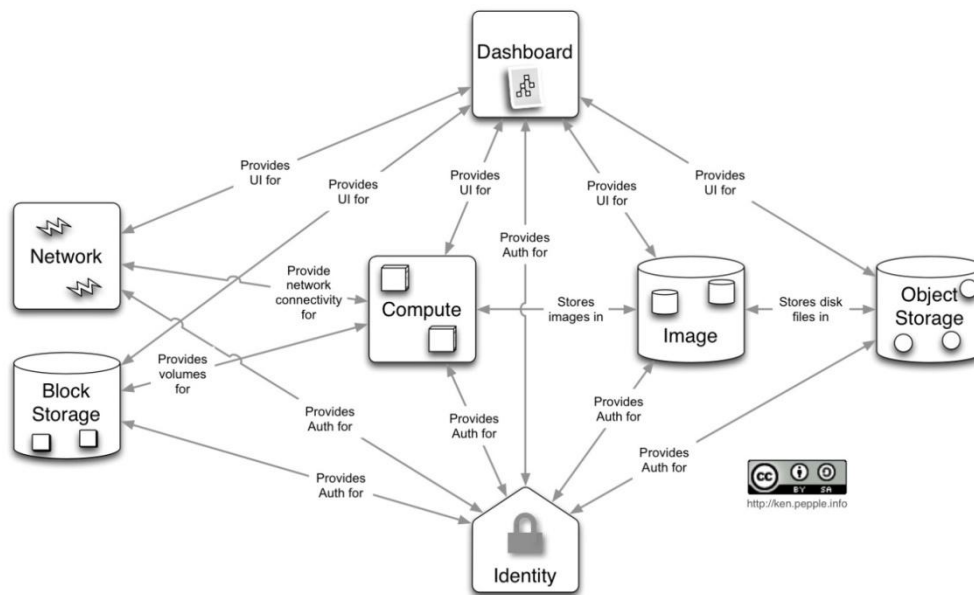 Dashboard
Provides
UI for
Provides
UI for
Provides
UI for
Provides
UI for
Provides
UI for
Provides
Auth for
Network
Provide
network
connectivity
for
Compute
Stores
images in
Image
Stores disk
files in
Object
Storage
Block
Storage
Provides
volumes
for
Provides
Auth for
Provides
Auth for
Provides
Auth for
Provides
Auth for
Provides
Auth for
Identity
cc
BY SA
http://ken.pepple.info